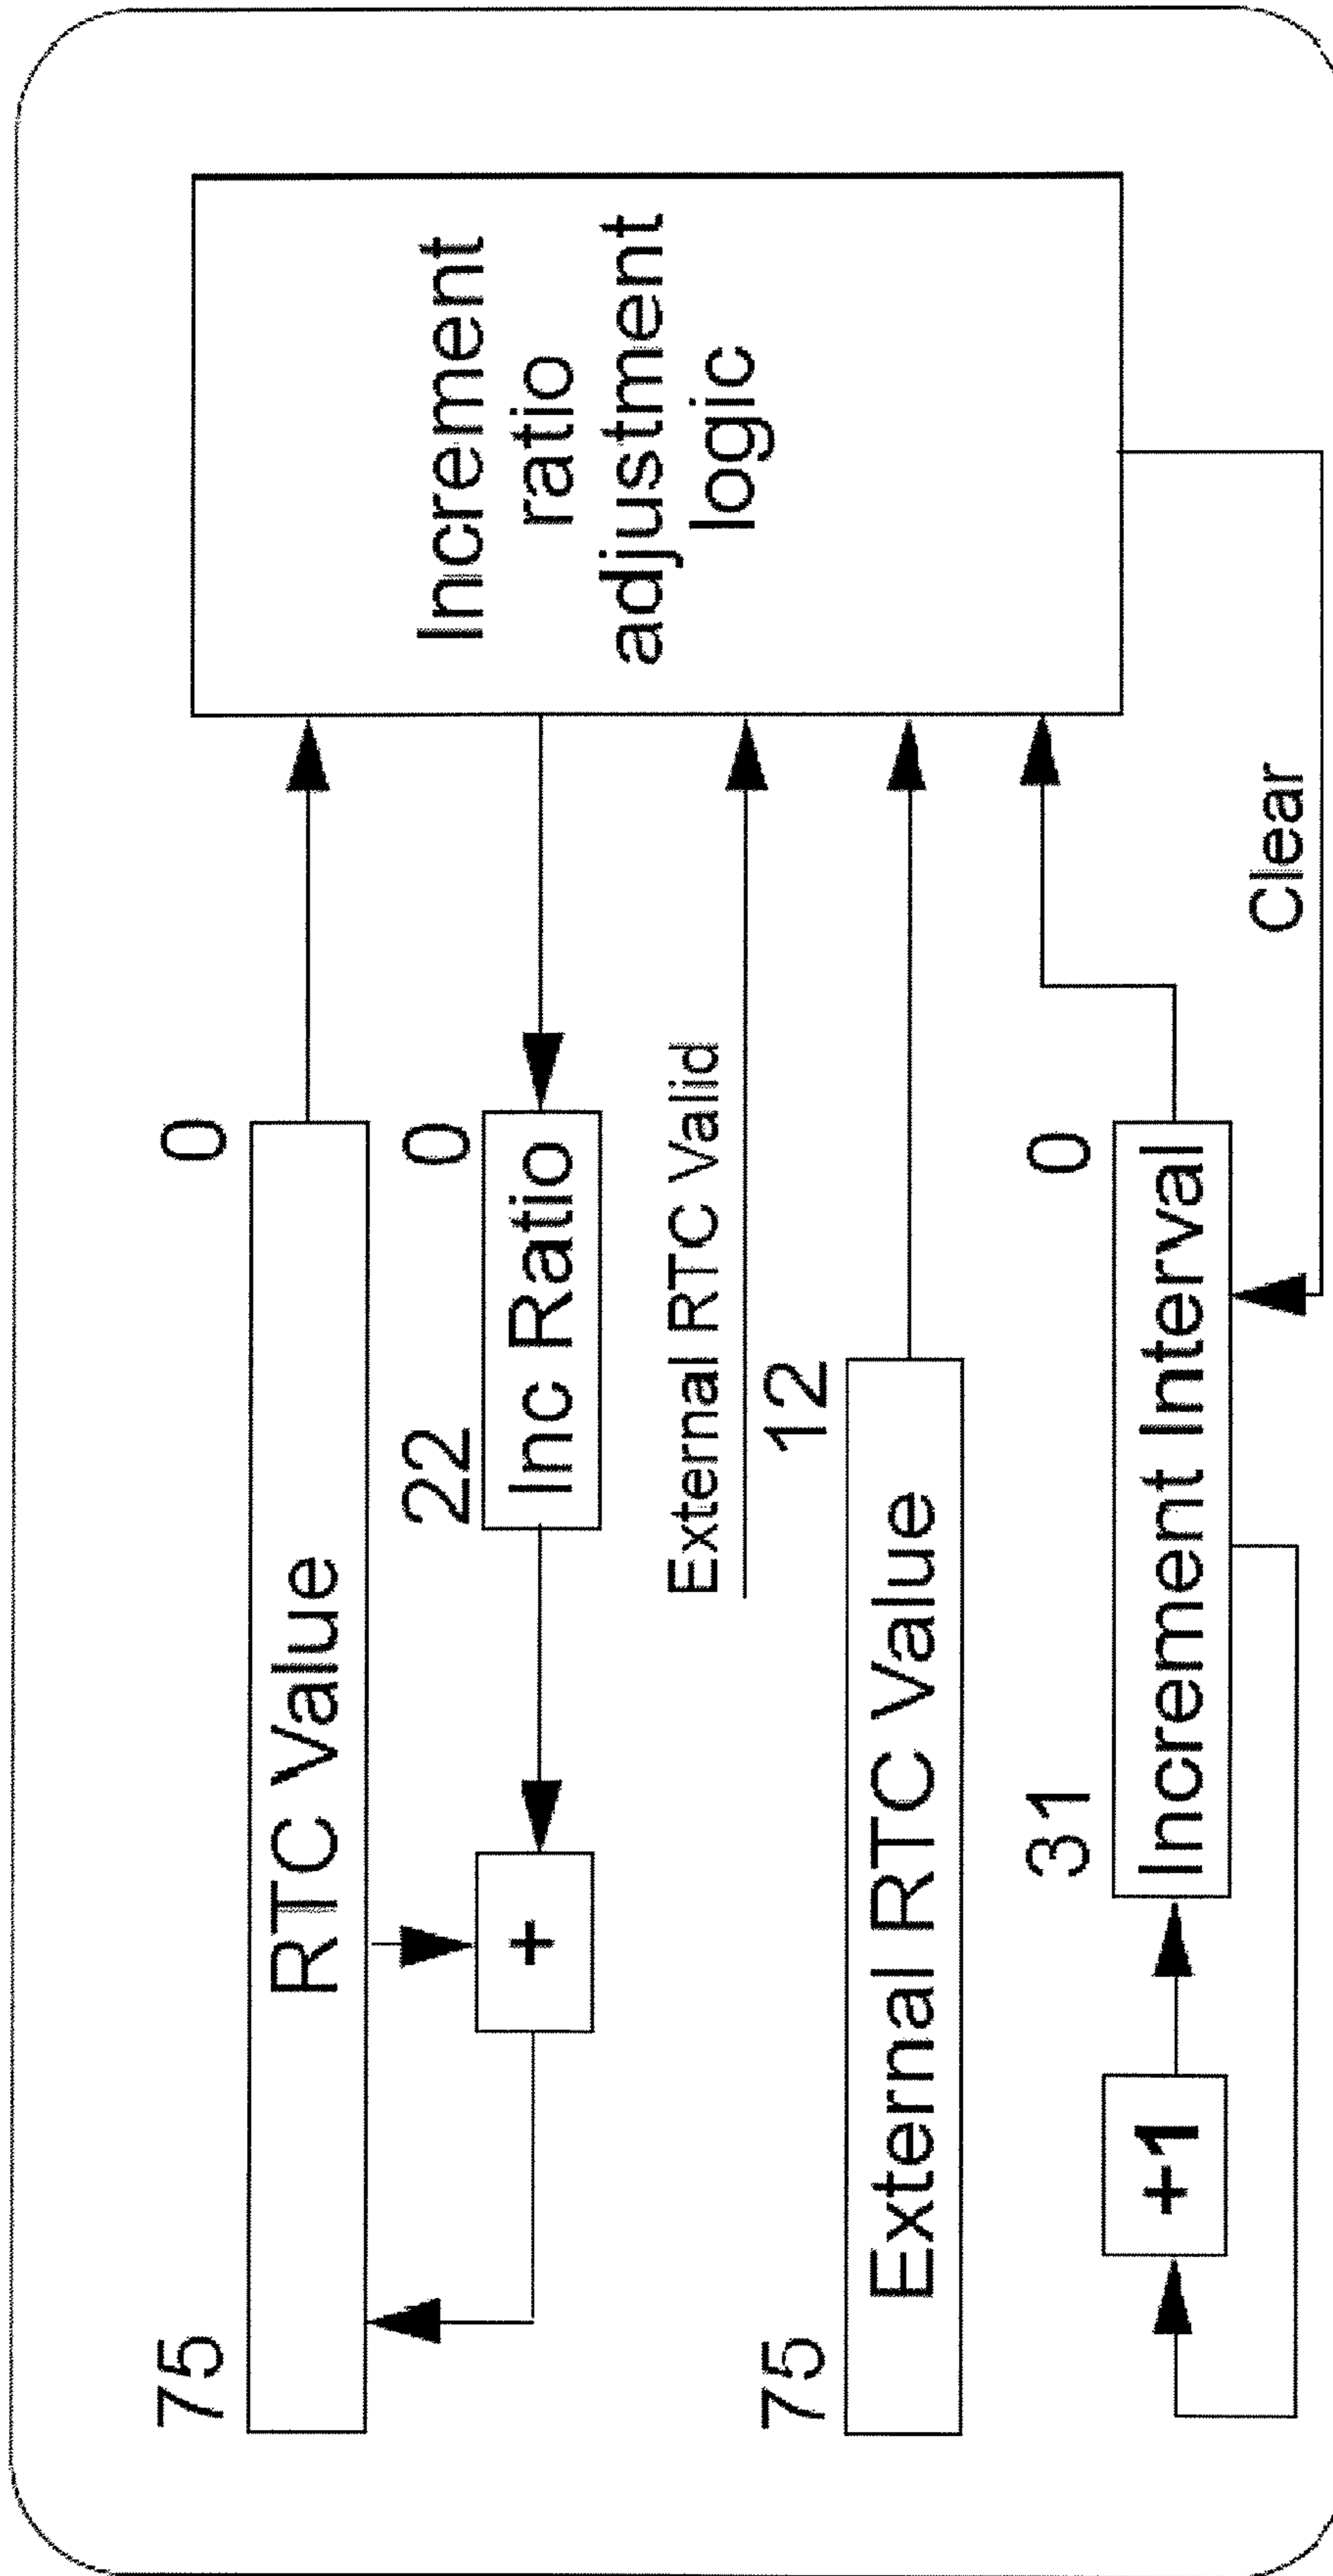 75
0
RTC Value
22
0
+
Inc Ratio
External RTC Valid
75
12
External RTC Value
31
0
+1
Increment Interval
Clear
Increment
ratio
adjustment
logic